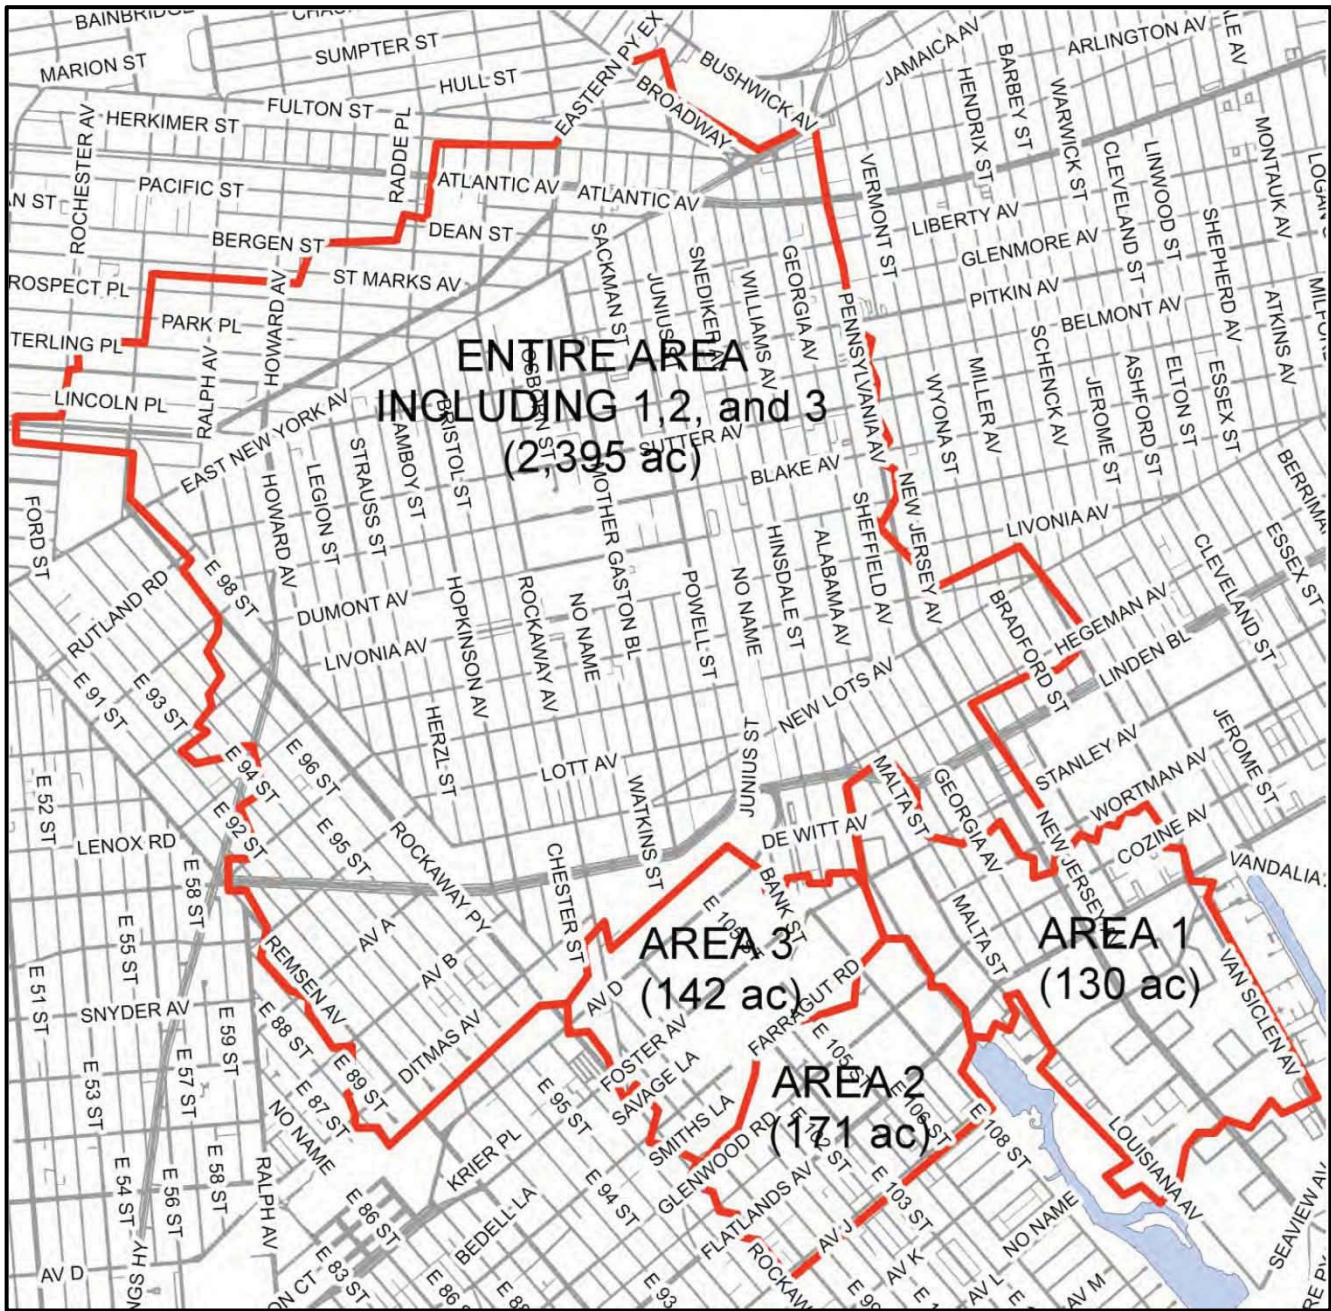 BAINBRIDGE
SUMPTER ST
MARION ST
HULL ST
FULTON ST
HERKIMER ST
EASTERN PY EX
BUSHWICK AV
BROADWAY
JAMAICA AV
ARLINGTON AV
BARBEY ST
HENDRIX ST
WARWICK ST
ROCHESTER AV
PACIFIC ST
RADDE PL
ATLANTIC AV
ATLANTIC AV
VERMONT ST
LIBERTY AV
CLEVELAND ST
LINWOOD ST
MONTAUK AV
BERGEN ST
DEAN ST
SACKMAN ST
SNEDIKER AV
GEORGIA AV
GLENMORE AV
SHEPHERD AV
ROSPECT PL
HOWARD AV
ST MARKS AV
JUNIUS ST
WILLIAMS AV
PENNSYLVANIA AV
PITKIN AV
BELMONT AV
ATKINS AV
PARK PL
TERLING PL
RALPH AV
LINCOLN PL
ENTIRE AREA
INCLUDING 1,2, and 3
(2,395 ac)
OSBORN ST
SCHENCK AV
WYONA ST
MILLER AV
JEROME ST
ASHFORD ST
ELTON ST
ESSEX ST
EAST NEW YORK AV
BRISTOL ST
AMBOY ST
STRAUSS ST
LEGION ST
HOWARD AV
SUTTER AV
BLAKE AV
MOTHER GASTON BL
FORD ST
NEW JERSEY AV
SHEFFIELD AV
LIVONIA AV
RUTLAND RD
E 98 ST
DUMONT AV
LIVONIA AV
HOPKINSON AV
ROCKAWAY AV
NO NAME
POWELL ST
NO NAME
HINSDALE ST
ALABAMA AV
BRADFORD ST
HEGEMAN AV
CLEVELAND ST
ESSEX ST
LINDEN BL
E 91 ST
E 93 ST
E 94 ST
E 96 ST
HERZL ST
LOTT AV
NEW LOTS AV
JUNIUS ST
STANLEY AV
JEROME ST
E 52 ST
E 92 ST
E 95 ST
LENOX RD
E 58 ST
ROCKAWAY PY
CHESTER ST
WATKINS ST
DE WITT AV
MALTA ST
GEORGIA AV
WORTMAN AV
COZINE AV
NEW JERSEY AV
VANDALIA
BANK ST
E 55 ST
AV A
AV B
AREA 3
(142 ac)
MALTA ST
AREA 1
(130 ac)
E 51 ST
REMSEN AV
SNYDER AV
E 59 ST
E 88 ST
DITMAS AV
AV D
FARRAGUT RD
VAN SICLEN AV
FOSTER AV
SAVAGE LA
E 53 ST
E 57 ST
NO NAME
E 87 ST
E 89 ST
E 95 ST
SMITHS LA
AREA 2
(171 ac)
E 106 ST
E 108 ST
LOUISIANA AV
E 54 ST
E 56 ST
E 58 ST
RALPH AV
KRIER PL
GLENWOOD RD
E 94 ST
FLATLANDS AV
E 103 ST
NO NAME
BEDELL LA
E 86 ST
E 83 ST
AV D
AV J
AV K
AV L
AV M
SEAVIEW AV
E 86 ST
E 93